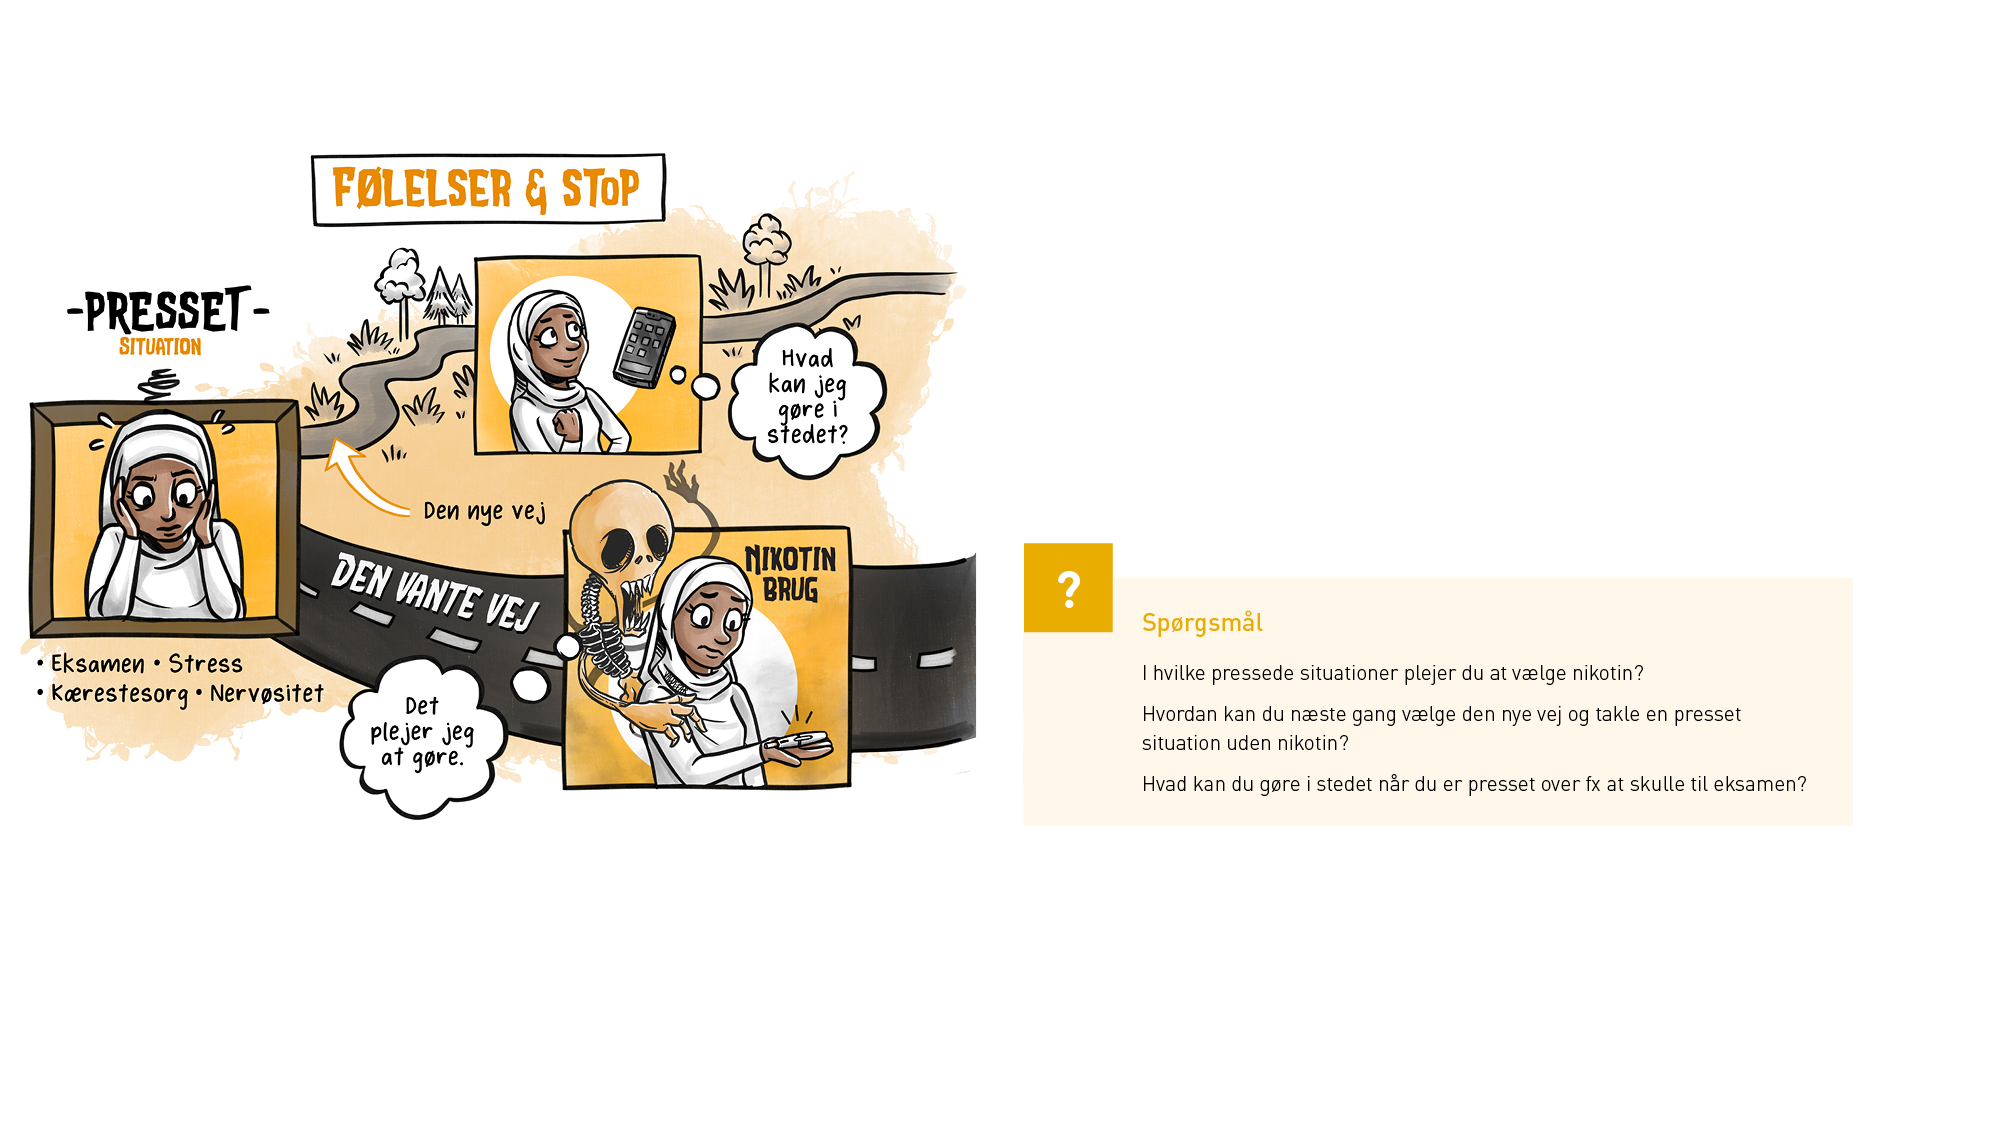 FØLELSER & STOP
-PRESSET-
SITUATION
• Eksamen • Stress
• Kærestesorg • Nervøsitet
Hvad
kan jeg
gøre i
stedet?
Den nye vej
DEN VANTE VEJ
Det
plejer jeg
at gøre.
NIKOTIN
BRUG
?
Spørgsmål
I hvilke pressede situationer plejer du at vælge nikotin?
Hvordan kan du næste gang vælge den nye vej og takle en presset
situation uden nikotin?
Hvad kan du gøre i stedet når du er presset over fx at skulle til eksamen?